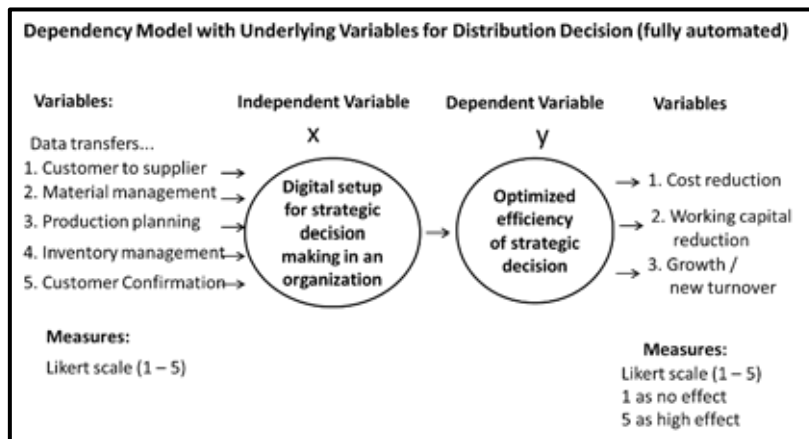 Dependency Model with Underlying Variables for Distribution Decision (fully automated)
Variables:
Independent Variable
Dependent Variable
Variables
x
y
Data transfers...
1. Customer to supplier
2. Material management
3. Production planning
4. Inventory management
5. Customer Confirmation
Digital setup
for strategic
decision
making in an
organization
Optimized
efficiency
of strategic
decision
1. Cost reduction
2. Working capital
reduction
3. Growth /
new turnover
Measures:
Likert scale (1 – 5)
Measures:
Likert scale (1 – 5)
1 as no effect
5 as high effect